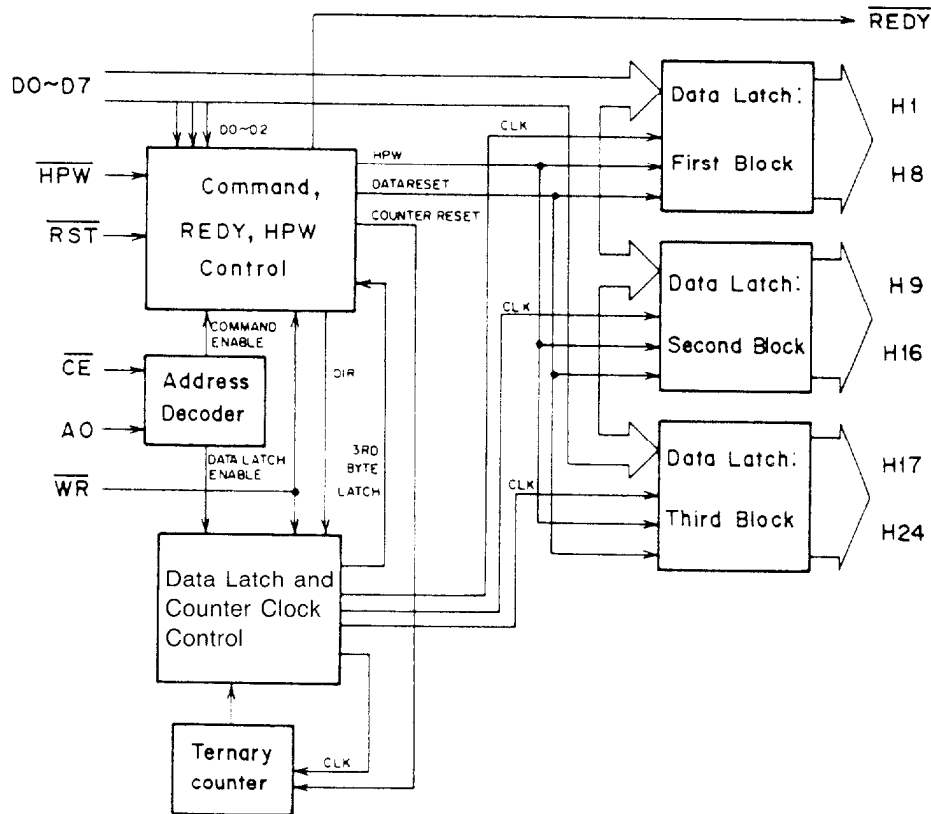 REDY
D0~D7
D0~D2
HPW
RST
Command,
REDY, HPW
Control
HPW
DATARESET
COUNTER RESET
CLK
Data Latch:
First Block
H1
H8
COMMAND
ENABLE
CE
A0
Address
Decoder
DIR
CLK
Data Latch:
Second Block
H9
H16
DATA LATCH
ENABLE
WR
3RD
BYTE
LATCH
CLK
Data Latch:
Third Block
H17
H24
Data Latch and
Counter Clock
Control
Ternary
counter
CLK